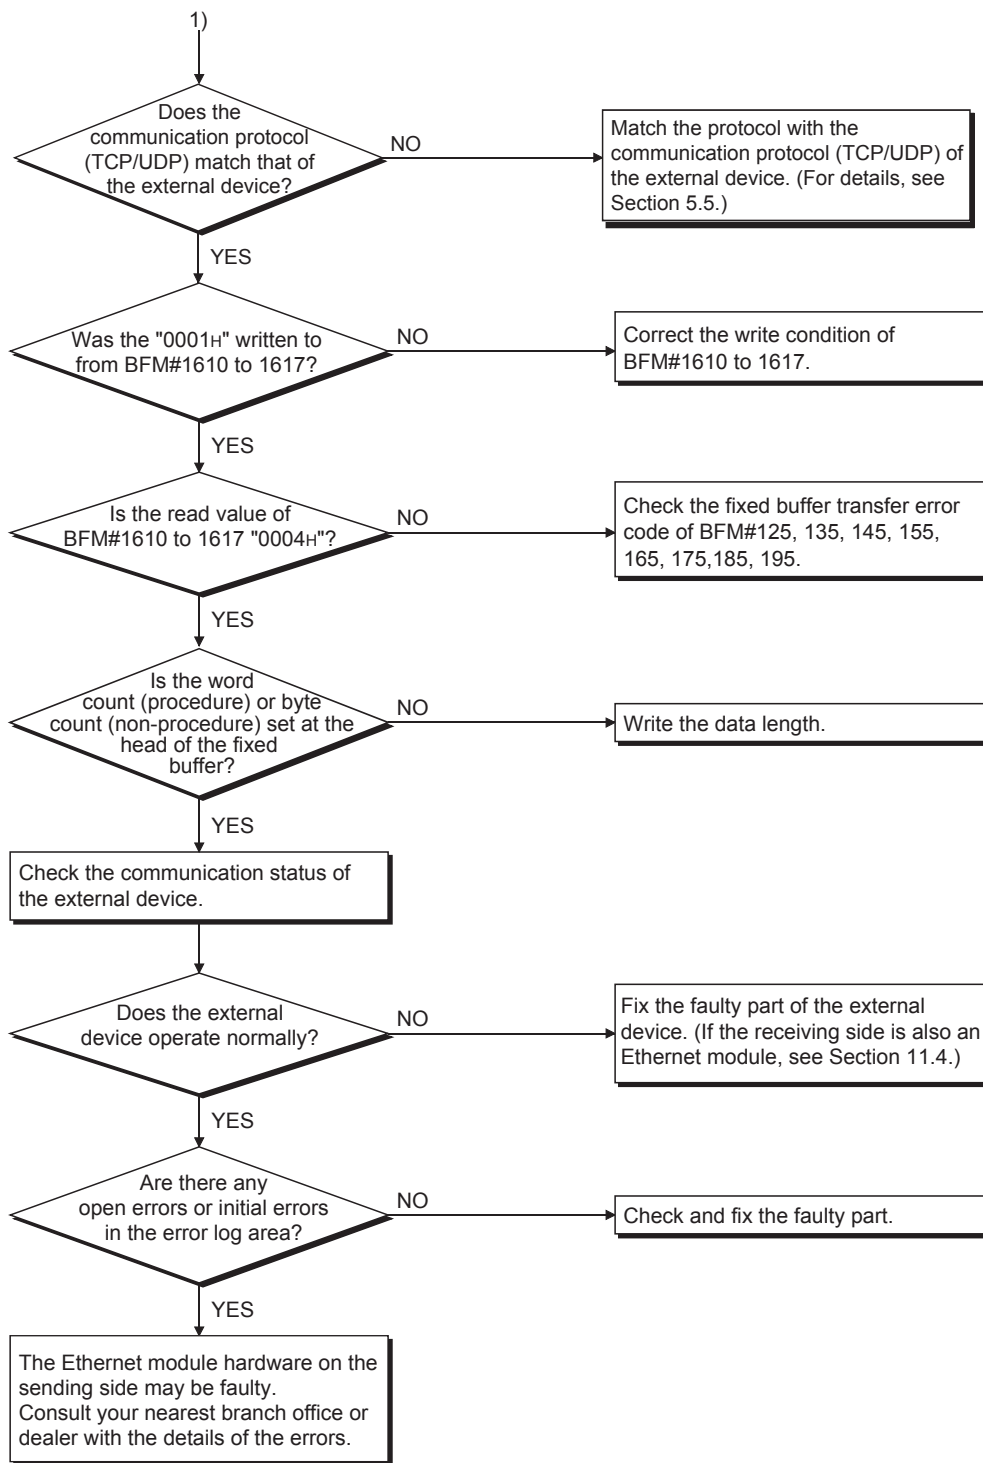 1)
Does the
communication protocol
(TCP/UDP) match that of
the external device?
NO
Match the protocol with the
communication protocol (TCP/UDP) of
the external device. (For details, see
Section 5.5.)
YES
Was the "0001H" written to
from BFM#1610 to 1617?
NO
Correct the write condition of
BFM#1610 to 1617.
YES
Is the read value of
BFM#1610 to 1617 "0004H"?
NO
Check the fixed buffer transfer error
code of BFM#125, 135, 145, 155,
165, 175,185, 195.
YES
Is the word
count (procedure) or byte
count (non-procedure) set at the
head of the fixed
buffer?
NO
Write the data length.
YES
Check the communication status of
the external device.
Does the external
device operate normally?
NO
Fix the faulty part of the external
device. (If the receiving side is also an
Ethernet module, see Section 11.4.)
YES
Are there any
open errors or initial errors
in the error log area?
NO
Check and fix the faulty part.
YES
The Ethernet module hardware on the
sending side may be faulty.
Consult your nearest branch office or
dealer with the details of the errors.